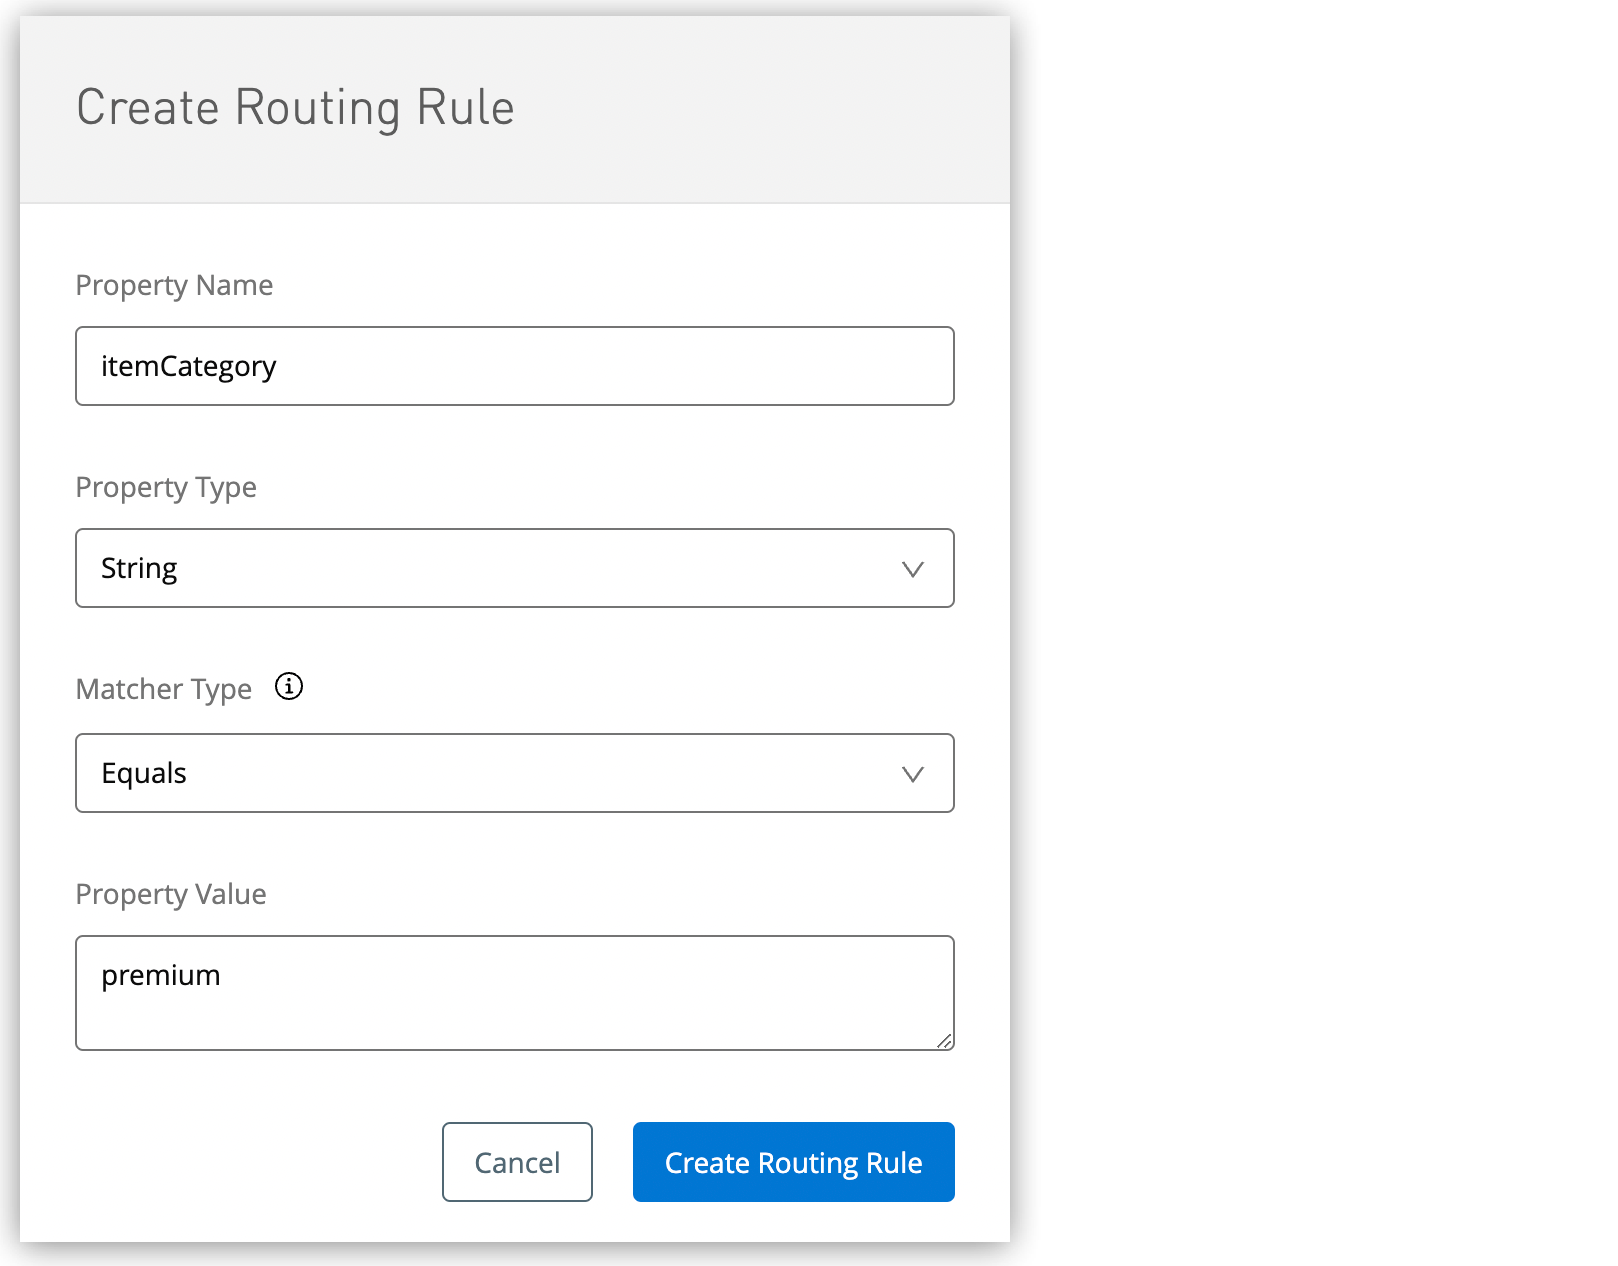 Create Routing Rule
Property Name
itemCategory
Property Type
String
Matcher Type
Equals
Property Value
premium
Cancel
Create Routing Rule